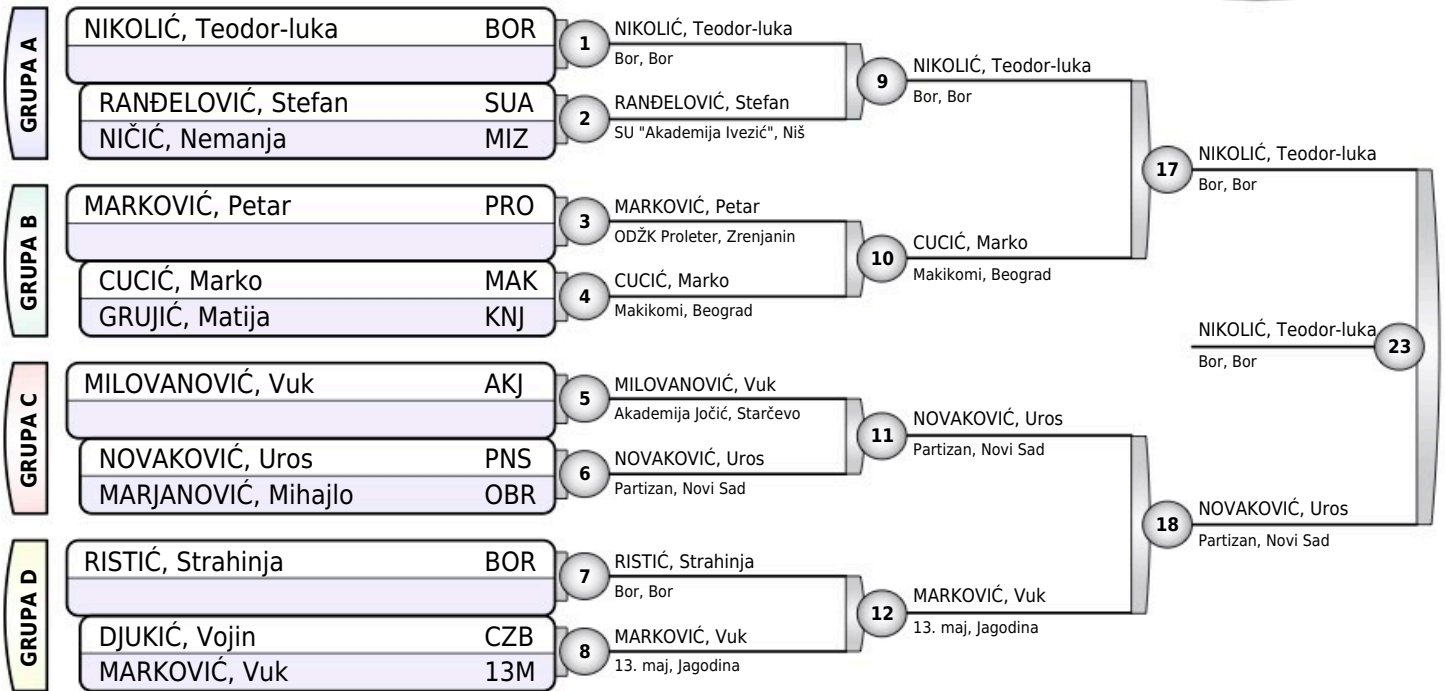 GRUPA A
NIKOLIĆ, Teodor-luka BOR
RANĐELOVIĆ, Stefan SUA
NIČIĆ, Nemanja MIZ
GRUPA B
MARKOVIĆ, Petar PRO
CUCIĆ, Marko MAK
GRUJIĆ, Matija KNJ
GRUPA C
MILOVANOVIĆ, Vuk AKJ
NOVAKOVIĆ, Uros PNS
MARJANOVIĆ, Mihajlo OBR
GRUPA D
RISTIĆ, Strahinja BOR
DJUKIĆ, Vojin CZB
MARKOVIĆ, Vuk 13M
1
NIKOLIĆ, Teodor-luka
Bor, Bor
2
RANĐELOVIĆ, Stefan
SU "Akademija Ivezić", Niš
3
MARKOVIĆ, Petar
ODŽK Proleter, Zrenjanin
4
CUCIĆ, Marko
Makikomi, Beograd
5
MILOVANOVIĆ, Vuk
Akademija Jočić, Starčevo
6
NOVAKOVIĆ, Uros
Partizan, Novi Sad
7
RISTIĆ, Strahinja
Bor, Bor
8
MARKOVIĆ, Vuk
13. maj, Jagodina
9
NIKOLIĆ, Teodor-luka
Bor, Bor
10
CUCIĆ, Marko
Makikomi, Beograd
11
NOVAKOVIĆ, Uros
Partizan, Novi Sad
12
MARKOVIĆ, Vuk
13. maj, Jagodina
17
NIKOLIĆ, Teodor-luka
Bor, Bor
18
NOVAKOVIĆ, Uros
Partizan, Novi Sad
NIKOLIĆ, Teodor-luka
Bor, Bor
23